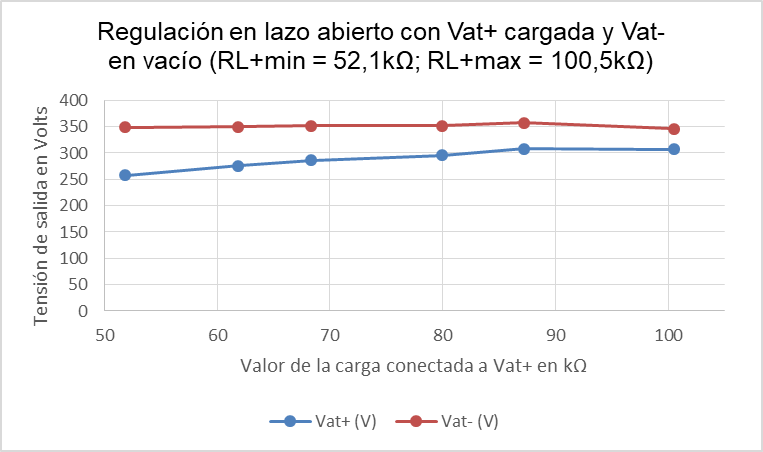 Regulación en lazo abierto con Vat+ cargada y Vat-
en vacío (RL+min = 52,1kΩ; RL+max = 100,5kΩ)
Tensión de salida en Volts
400
350
300
250
200
150
100
50
0
50 60 70 80 90 100
Valor de la carga conectada a Vat+ en kΩ
Vat+ (V) Vat- (V)